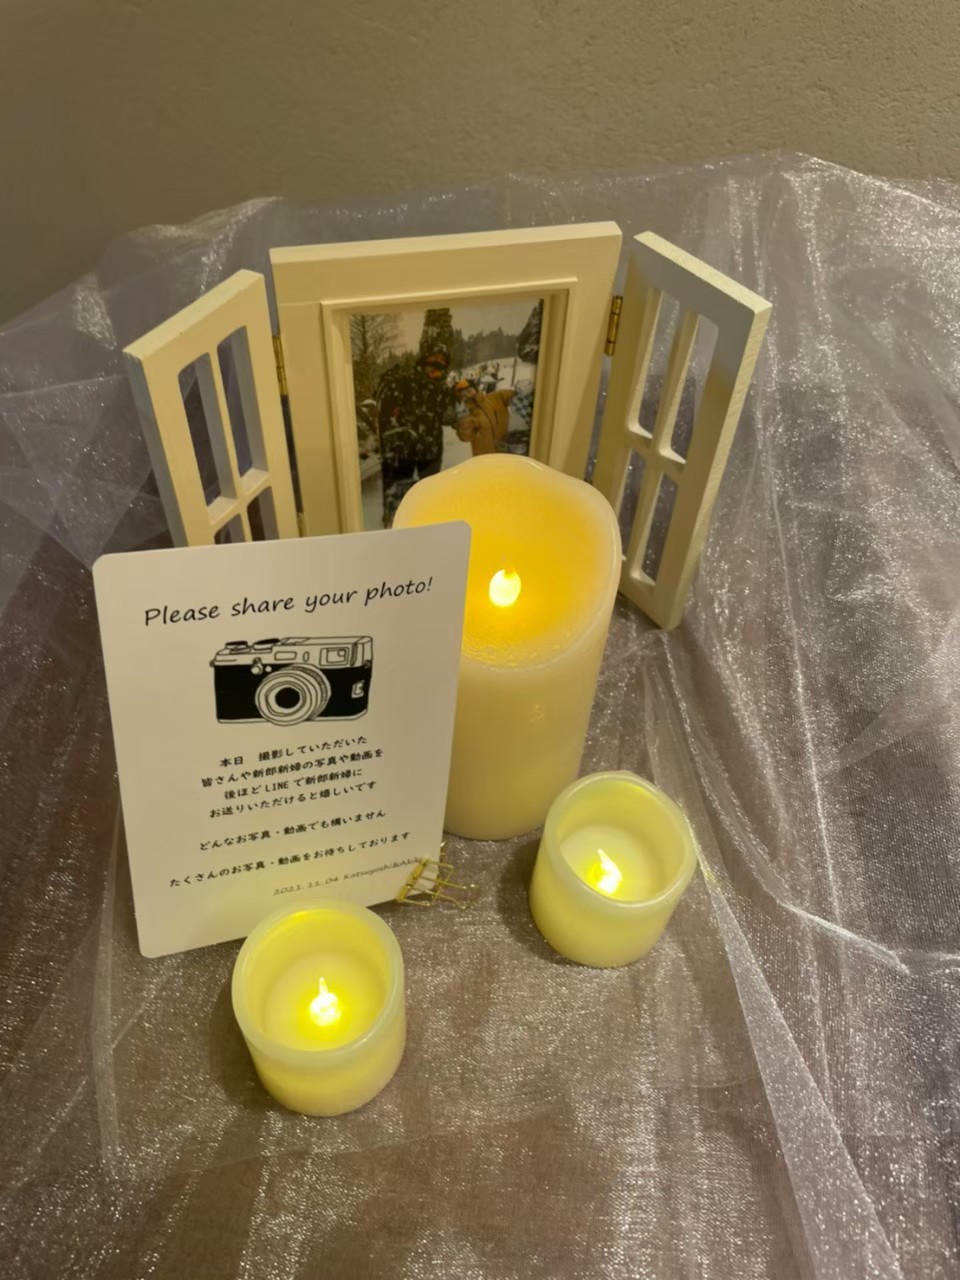 Please share your photo!
本日　撮影していただいた
皆さんや新郎新婦の写真や動画を
後ほど LINE で新郎新婦に
お送りいただけると嬉しいです
どんなお写真・動画でも構いません
たくさんのお写真・動画をお待ちしております
2021. 11. 04 Katsuyoshi&